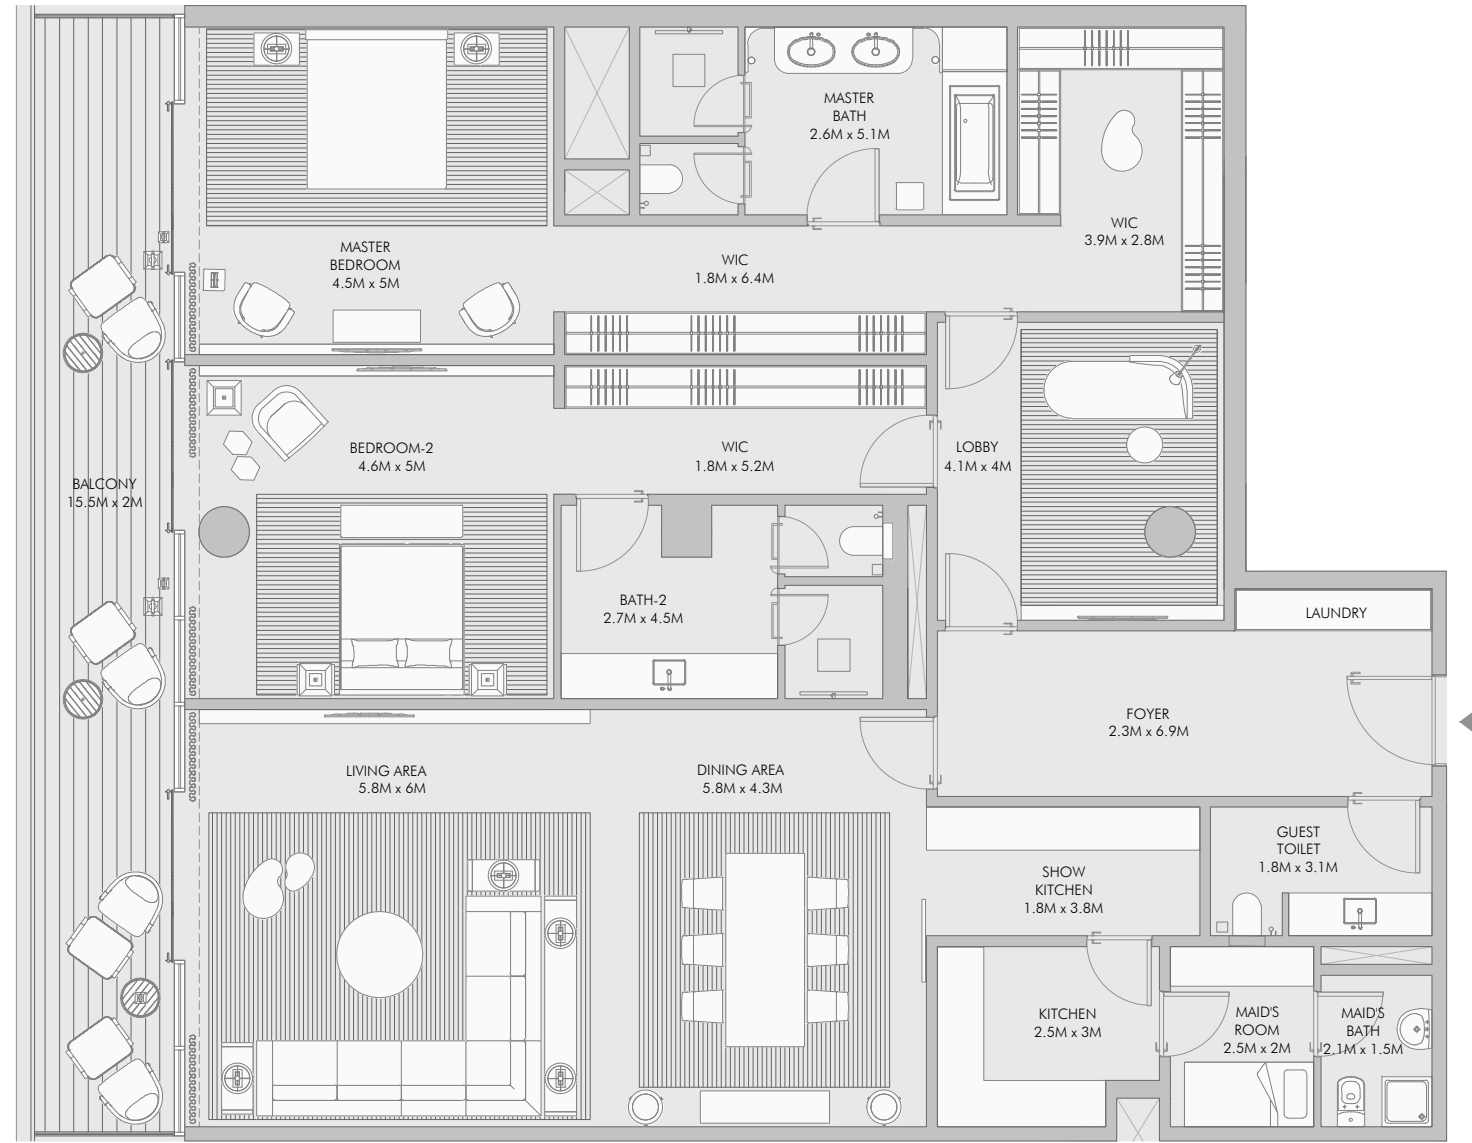 MASTER
BATH
2.6M x 5.1M
WIC
3.9M x 2.8M
MASTER
BEDROOM
4.5M x 5M
WIC
1.8M x 6.4M
BEDROOM-2
4.6M x 5M
WIC
1.8M x 5.2M
LOBBY
4.1M x 4M
BALCONY
15.5M x 2M
BATH-2
2.7M x 4.5M
LAUNDRY
FOYER
2.3M x 6.9M
LIVING AREA
5.8M x 6M
DINING AREA
5.8M x 4.3M
GUEST
TOILET
1.8M x 3.1M
SHOW
KITCHEN
1.8M x 3.8M
KITCHEN
2.5M x 3M
MAID'S
ROOM
2.5M x 2M
MAID'S
BATH
2.1M x 1.5M